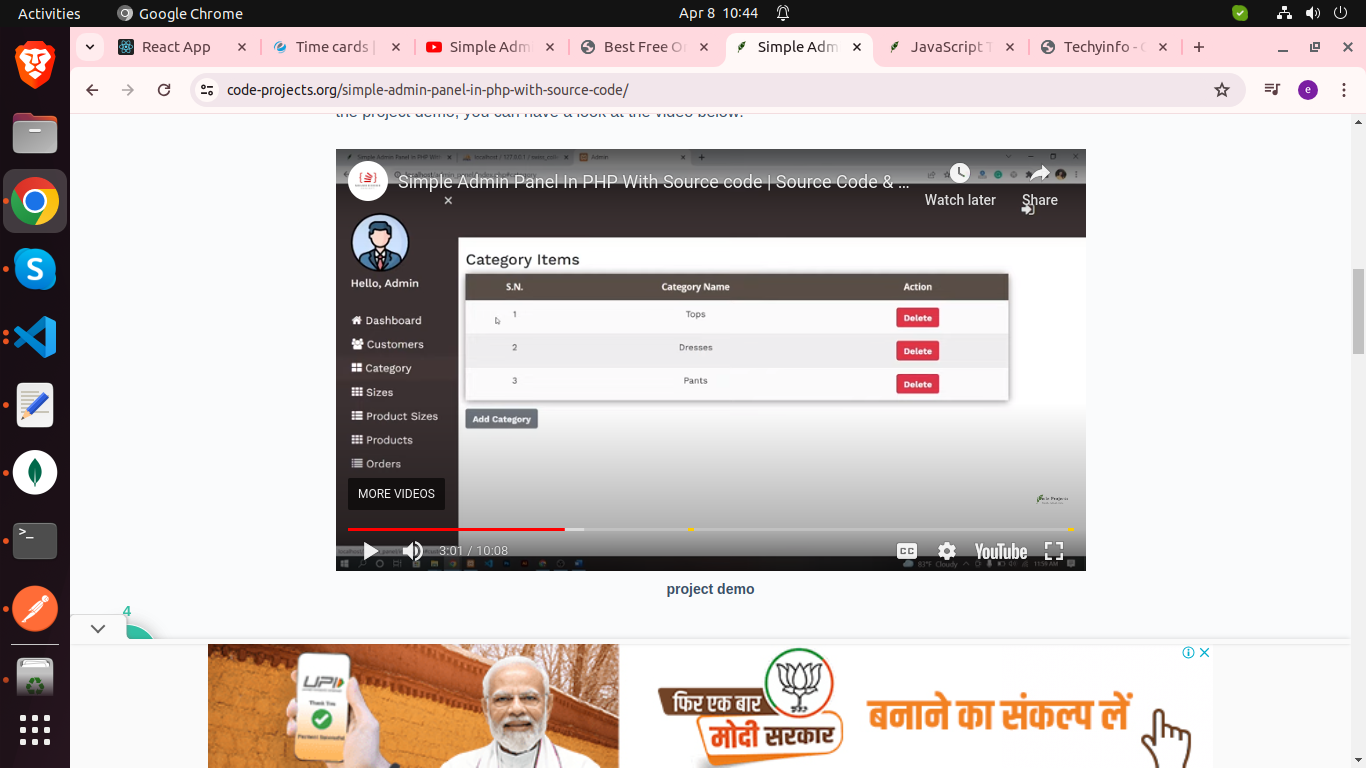 Activities
Google Chrome
Apr 8 10:44
React App
Time cards |
Simple Adm
Best Free O
Simple Adm
JavaScript T
Techyinfo - C
code-projects.org/simple-admin-panel-in-php-with-source-code/
e
the project demo, you can have a look at the video below.
Simple Admin Panel In PHP With Source code | Source Code & ...
Watch later
Share
Hello, Admin
Dashboard
Customers
Category
Sizes
Product Sizes
Products
Orders
Category Items
S.N. Category Name Action
1 Tops Delete
2 Dresses Delete
3 Pants Delete
Add Category
MORE VIDEOS
3:01 / 10:08
CC
YouTube
project demo
4
UPI
Thank You
फिर एक बार
मोदी सरकार
बनाने का संकल्प लें